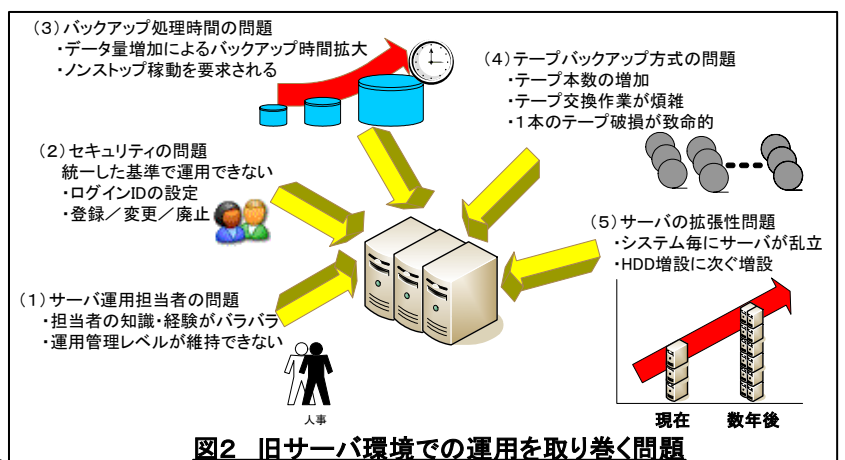 (3)バックアップ処理時間の問題
・データ量増加によるバックアップ時間拡大
・ノンストップ稼動を要求される
(4)テープバックアップ方式の問題
・テープ本数の増加
・テープ交換作業が煩雑
・1本のテープ破損が致命的
(2)セキュリティの問題
統一した基準で運用できない
・ログインIDの設定
・登録／変更／廃止
(5)サーバの拡張性問題
・システム毎にサーバが乱立
・HDD増設に次ぐ増設
(1)サーバ運用担当者の問題
・担当者の知識・経験がバラバラ
・運用管理レベルが維持できない
人事
現在 数年後
図2 旧サーバ環境での運用を取り巻く問題